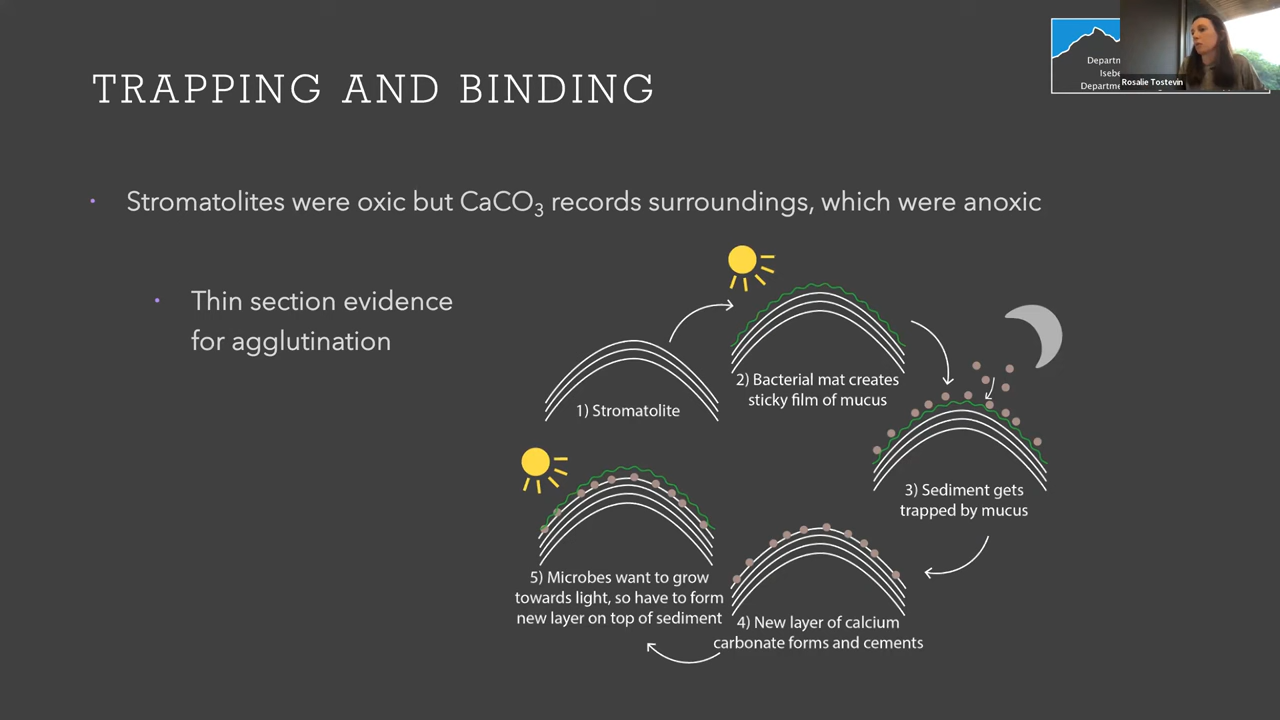 TRAPPING AND BINDING
Departm
Isebe
Departme
Rosalie Tostevin
• Stromatolites were oxic but CaCO₃ records surroundings, which were anoxic
• Thin section evidence
for agglutination
1) Stromatolite
2) Bacterial mat creates
sticky film of mucus
3) Sediment gets
trapped by mucus
4) New layer of calcium
carbonate forms and cements
5) Microbes want to grow
towards light, so have to form
new layer on top of sediment